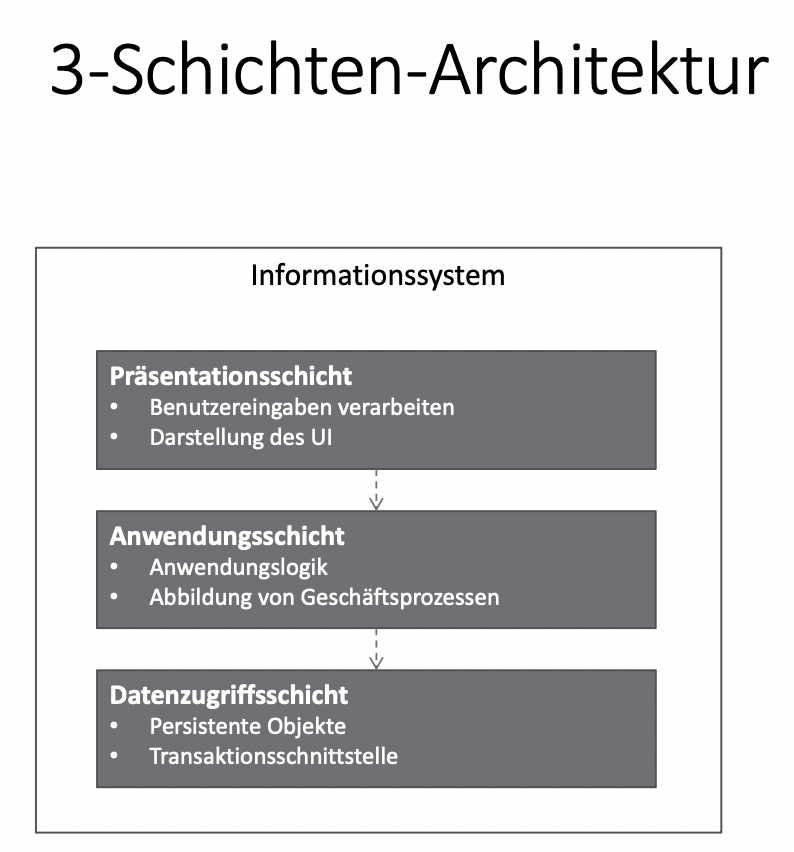 3-Schichten-Architektur
Informationssystem
Präsentationsschicht
• Benutzereingaben verarbeiten
• Darstellung des UI
Anwendungsschicht
• Anwendungslogik
• Abbildung von Geschäftsprozessen
Datenzugriffsschicht
• Persistente Objekte
• Transaktionsschnittstelle